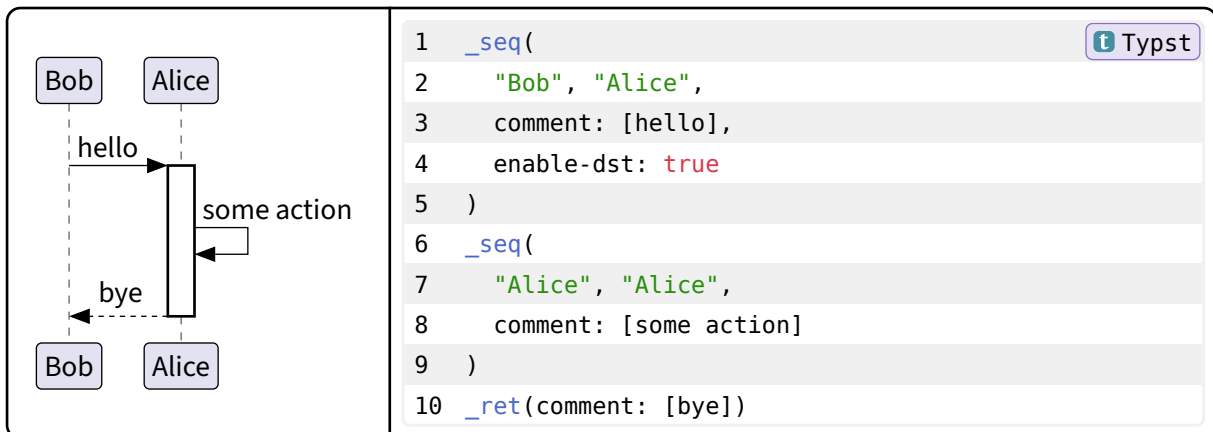 Bob Alice
hello
some action
bye
Bob Alice
Typst
1 _seq(
2 "Bob", "Alice",
3 comment: [hello],
4 enable-dst: true
5 )
6 _seq(
7 "Alice", "Alice",
8 comment: [some action]
9 )
10 _ret(comment: [bye])